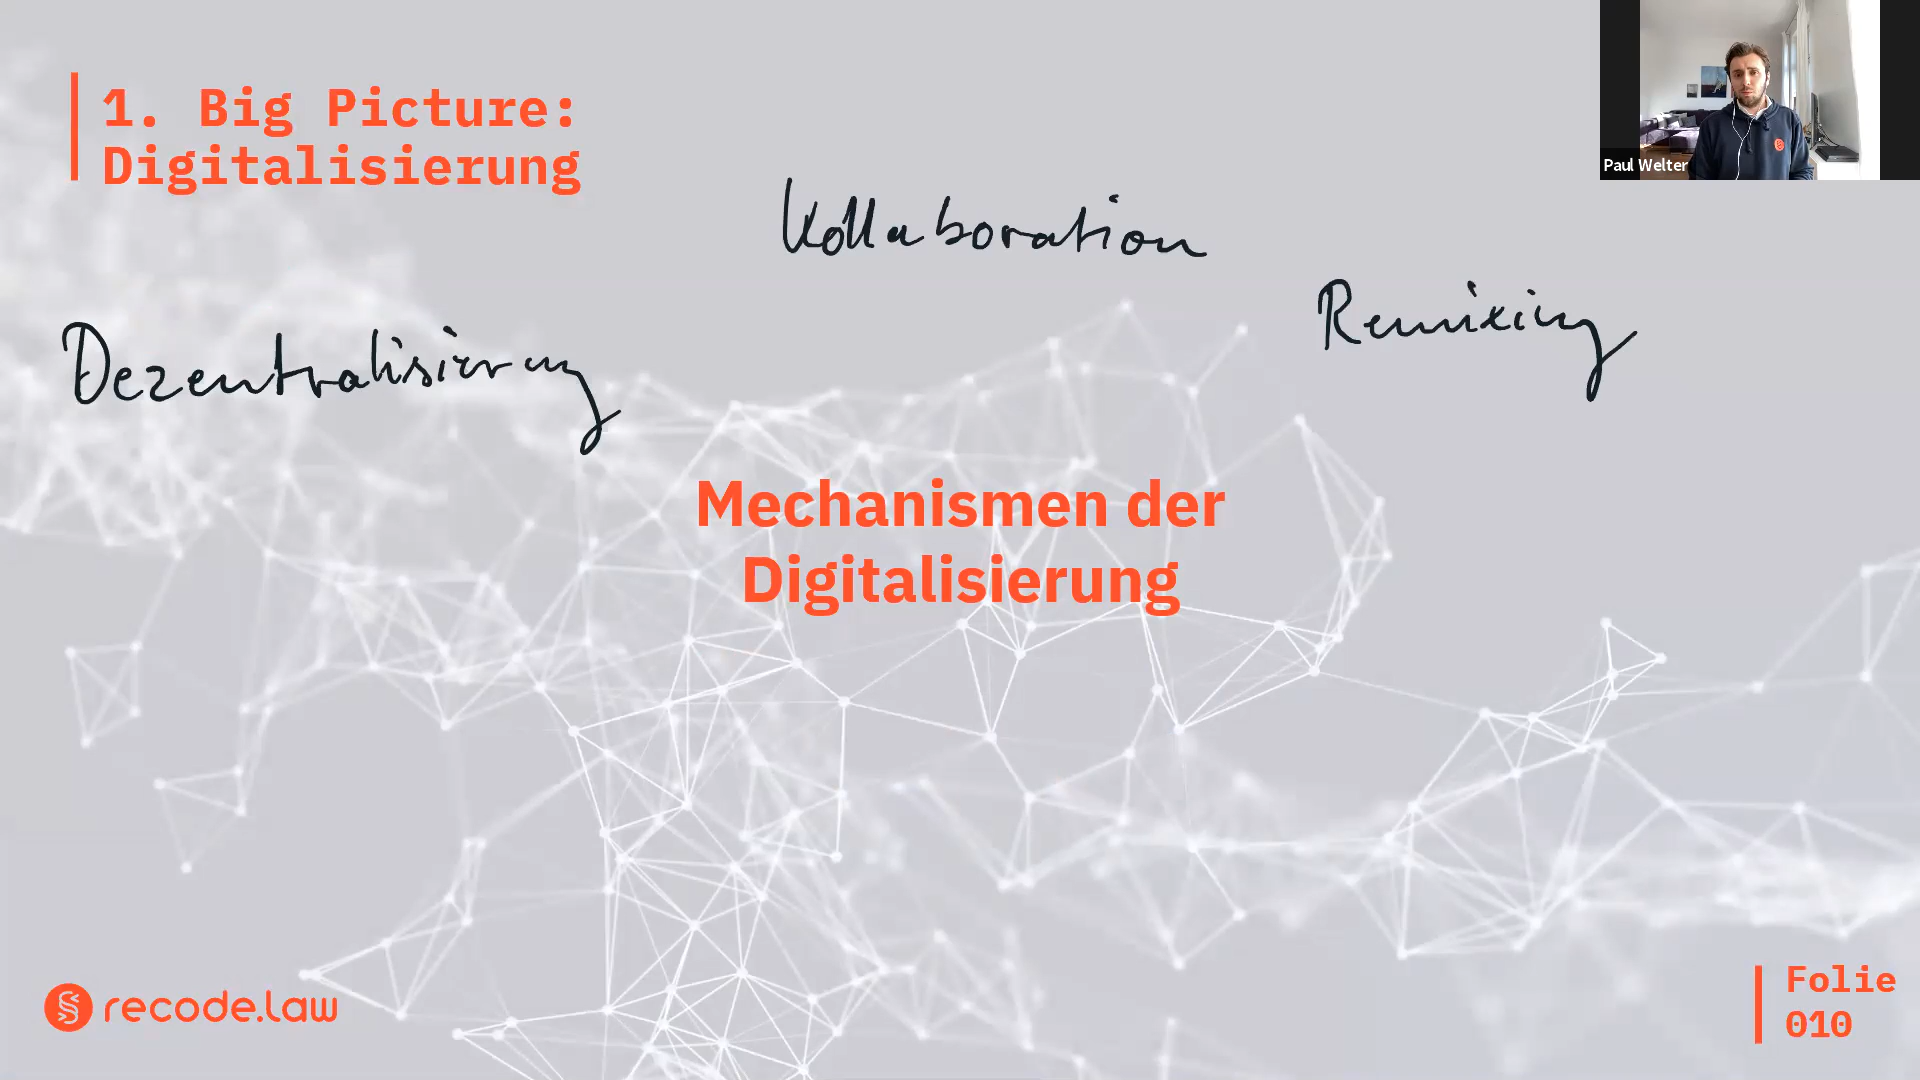 1. Big Picture:
Digitalisierung
Paul Welter
Kollaboration
Remixing
Dezentralisierung
Mechanismen der
Digitalisierung
recode.law
Folie
010